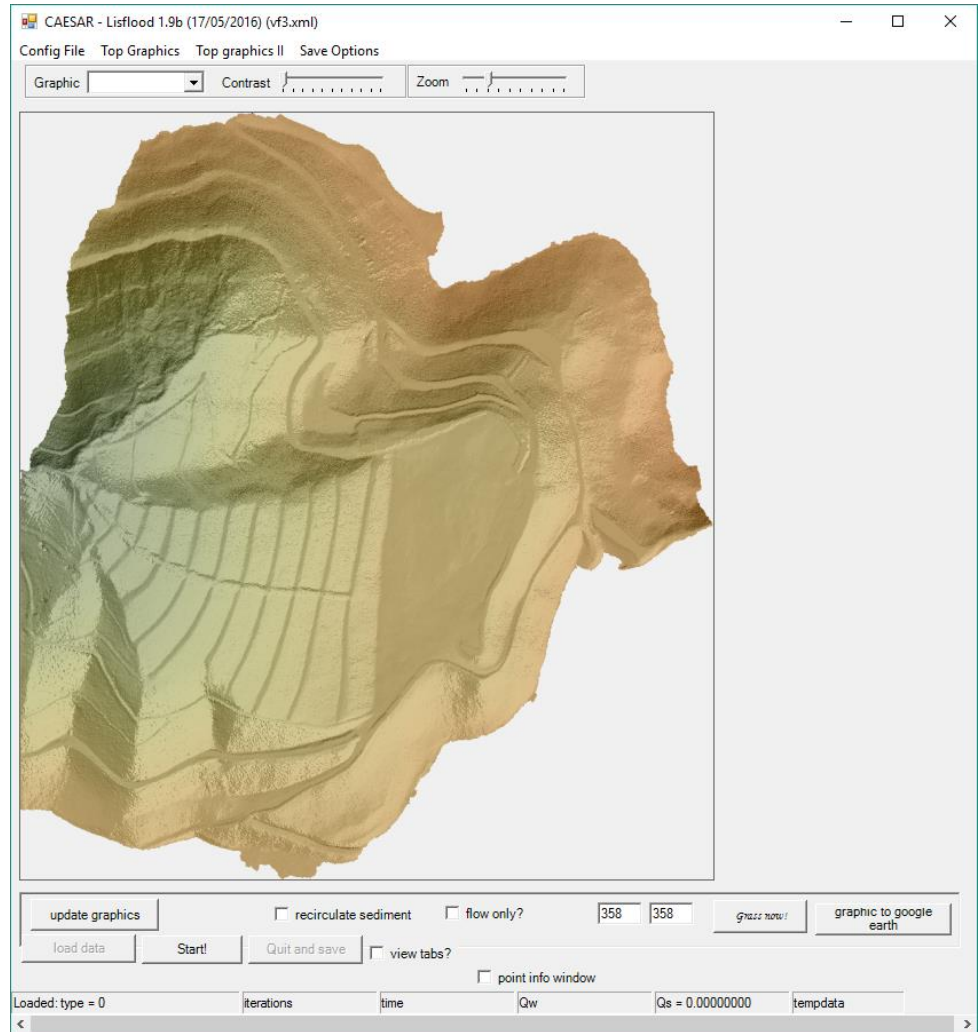 CAESAR - Lisflood 1.9b (17/05/2016) (vf3.xml)
Config File Top Graphics Top graphics II Save Options
Graphic Contrast Zoom
update graphics recirculate sediment flow only? 358 358 Grass now! graphic to google earth
load data Start! Quit and save view tabs?
point info window
Loaded: type = 0 iterations time Qw Qs = 0.00000000 tempdata